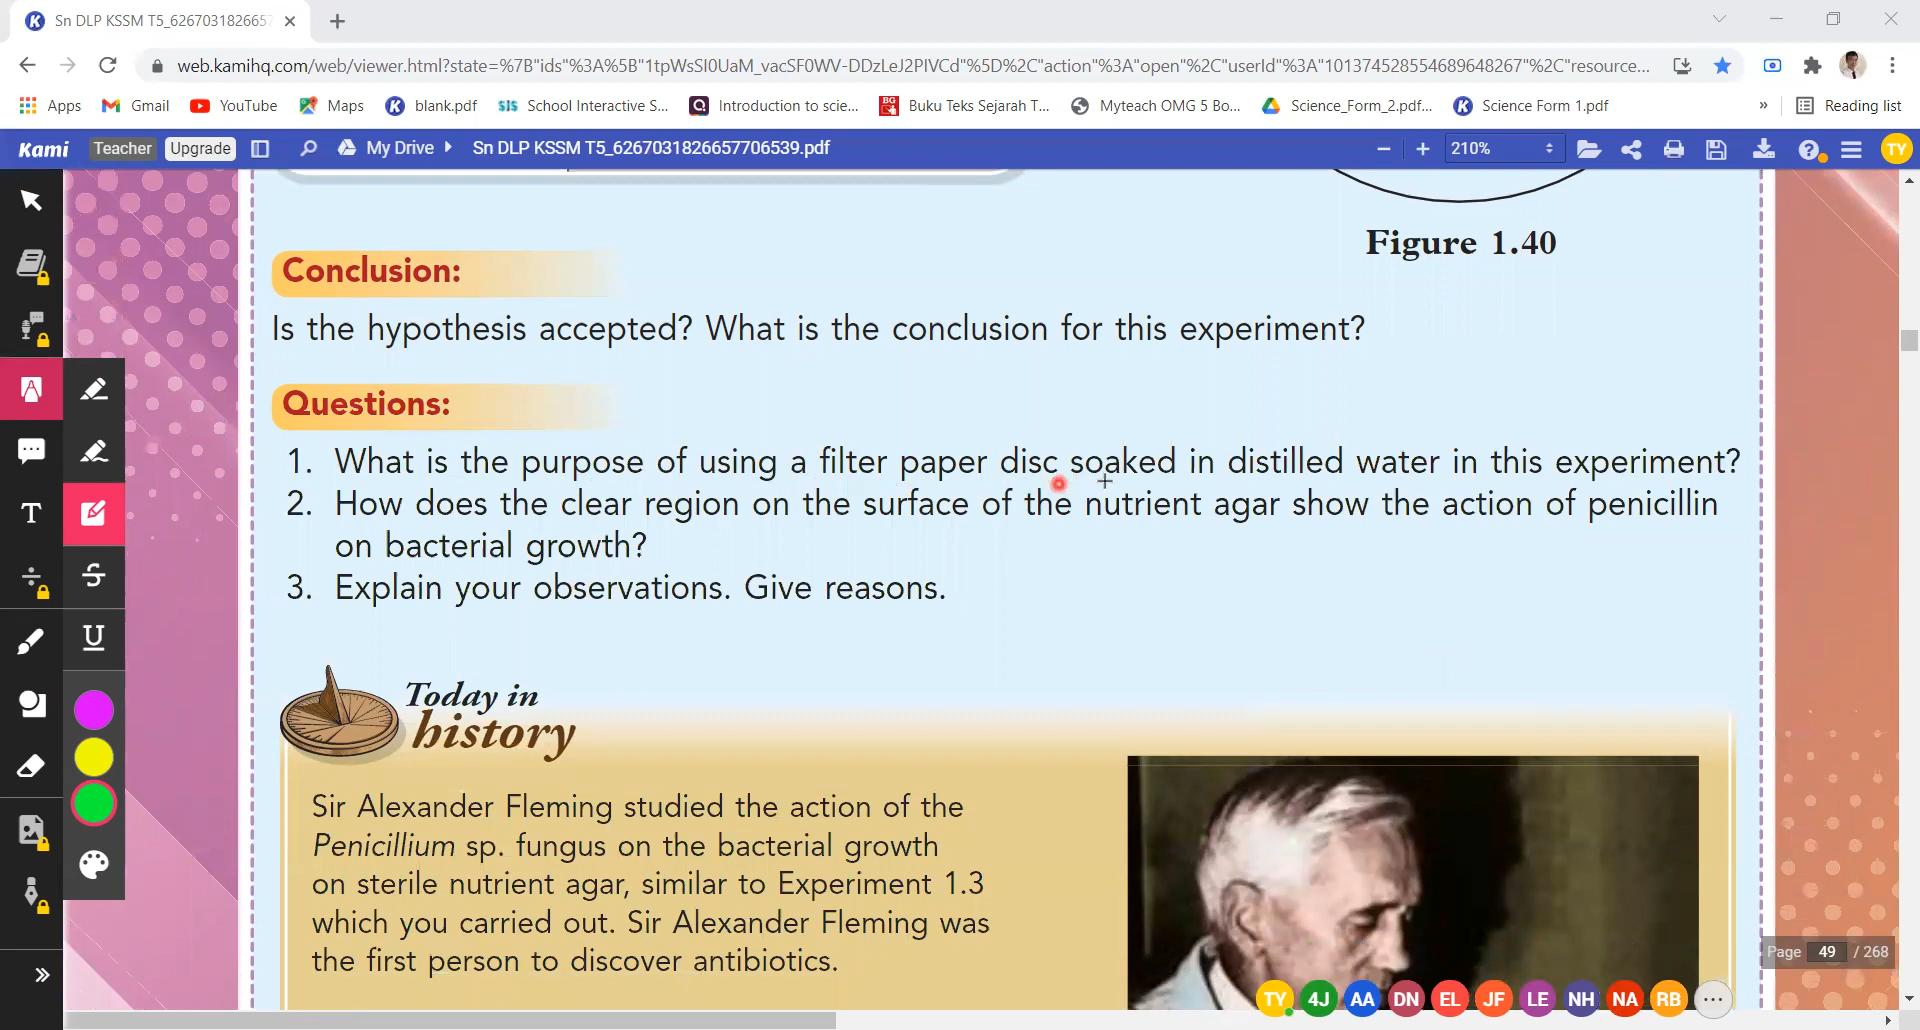 Sn DLP KSSM T5_62670318266577
web.kamihq.com/web/viewer.html?state=%7B"ids"%3A%5B"1tpWsSI0UaM_vacSF0WV-DDzLeJ2PIVCd"%5D%2C"action"%3A"open"%2C"userId"%3A"101374528554689648267"%2C"resource...
Apps Gmail YouTube Maps blank.pdf School Interactive S... Introduction to scie... Buku Teks Sejarah T... Myteach OMG 5 Bo... Science_Form_2.pdf... Science Form 1.pdf » Reading list
Kami Teacher Upgrade My Drive Sn DLP KSSM T5_6267031826657706539.pdf 210% TY
Figure 1.40
Conclusion:
Is the hypothesis accepted? What is the conclusion for this experiment?
Questions:
1. What is the purpose of using a filter paper disc soaked in distilled water in this experiment?
2. How does the clear region on the surface of the nutrient agar show the action of penicillin
on bacterial growth?
3. Explain your observations. Give reasons.
Today in
history
Sir Alexander Fleming studied the action of the
Penicillium sp. fungus on the bacterial growth
on sterile nutrient agar, similar to Experiment 1.3
which you carried out. Sir Alexander Fleming was
the first person to discover antibiotics.
Page 49 / 268
TY 4J AA DN EL JF LE NH NA RB ...